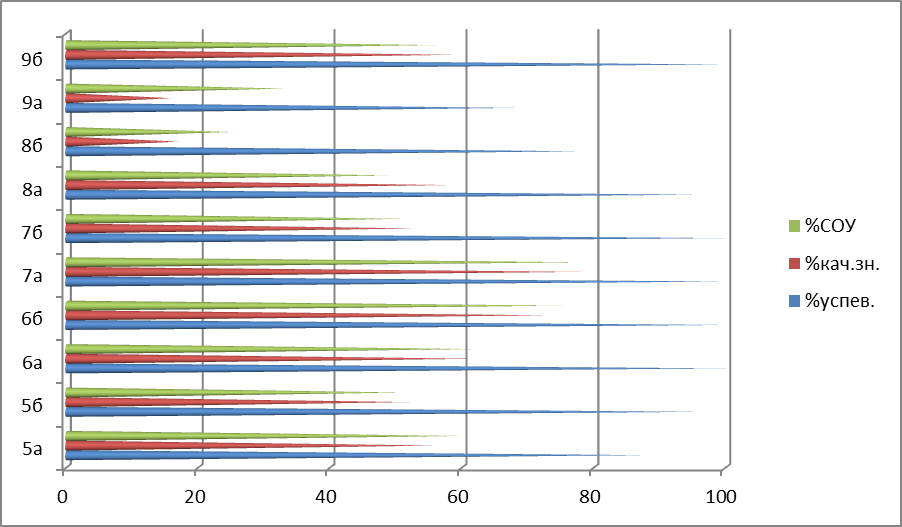 9б
9а
8б
8а
7б
7а
6б
6а
5б
5а
0 20 40 60 80 100
%СОУ
%кач.зн.
%успев.